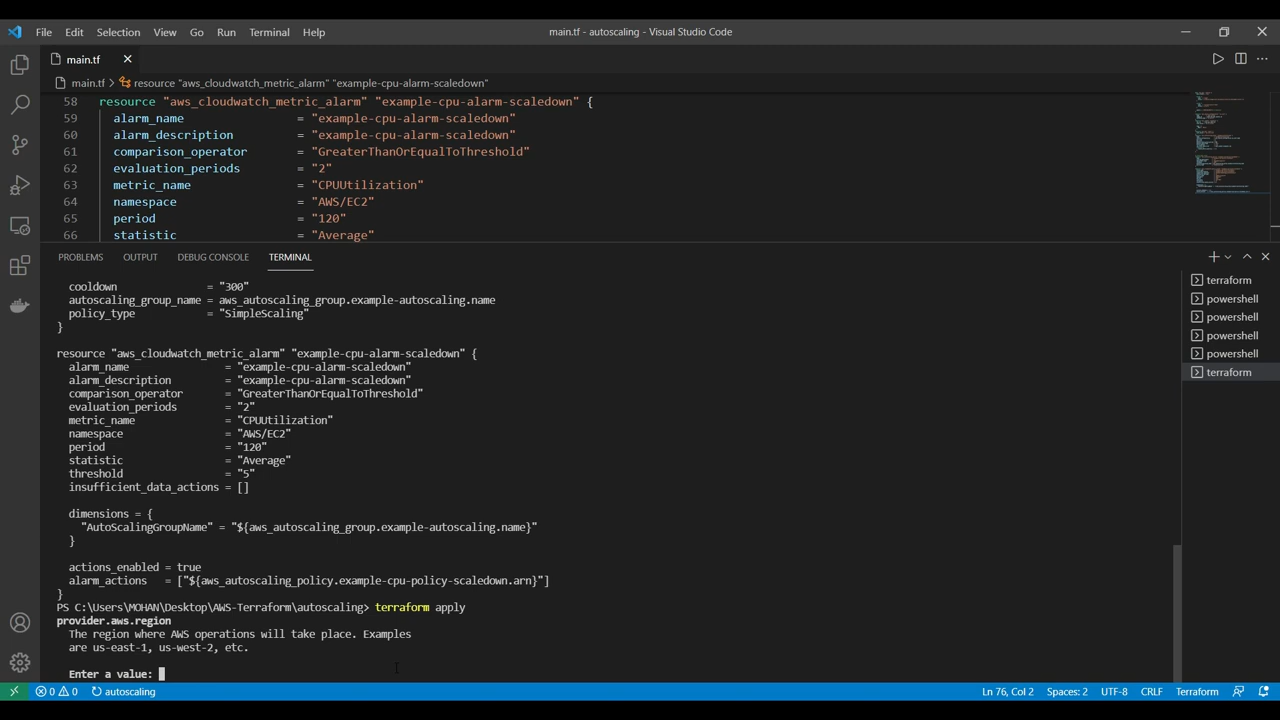 File Edit Selection View Go Run Terminal Help
main.tf - autoscaling - Visual Studio Code
main.tf
main.tf > resource "aws_cloudwatch_metric_alarm" "example-cpu-alarm-scaledown"
58 resource "aws_cloudwatch_metric_alarm" "example-cpu-alarm-scaledown" {
59 alarm_name = "example-cpu-alarm-scaledown"
60 alarm_description = "example-cpu-alarm-scaledown"
61 comparison_operator = "GreaterThanOrEqualToThreshold"
62 evaluation_periods = "2"
63 metric_name = "CPUUtilization"
64 namespace = "AWS/EC2"
65 period = "120"
66 statistic = "Average"
PROBLEMS OUTPUT DEBUG CONSOLE TERMINAL
cooldown = "300"
autoscaling_group_name = aws_autoscaling_group.example-autoscaling.name
policy_type = "SimpleScaling"
}
resource "aws_cloudwatch_metric_alarm" "example-cpu-alarm-scaledown" {
alarm_name = "example-cpu-alarm-scaledown"
alarm_description = "example-cpu-alarm-scaledown"
comparison_operator = "GreaterThanOrEqualToThreshold"
evaluation_periods = "2"
metric_name = "CPUUtilization"
namespace = "AWS/EC2"
period = "120"
statistic = "Average"
threshold = "5"
insufficient_data_actions = []
dimensions = {
"AutoScalingGroupName" = "${aws_autoscaling_group.example-autoscaling.name}"
}
actions_enabled = true
alarm_actions = ["${aws_autoscaling_policy.example-cpu-policy-scaledown.arn}"]
}
PS C:\Users\MOHAN\Desktop\AWS-Terraform\autoscaling> terraform apply
provider.aws.region
The region where AWS operations will take place. Examples
are us-east-1, us-west-2, etc.
Enter a value:
terraform
powershell
powershell
powershell
powershell
terraform
0 0 autoscaling
Ln 76, Col 2 Spaces: 2 UTF-8 CRLF Terraform